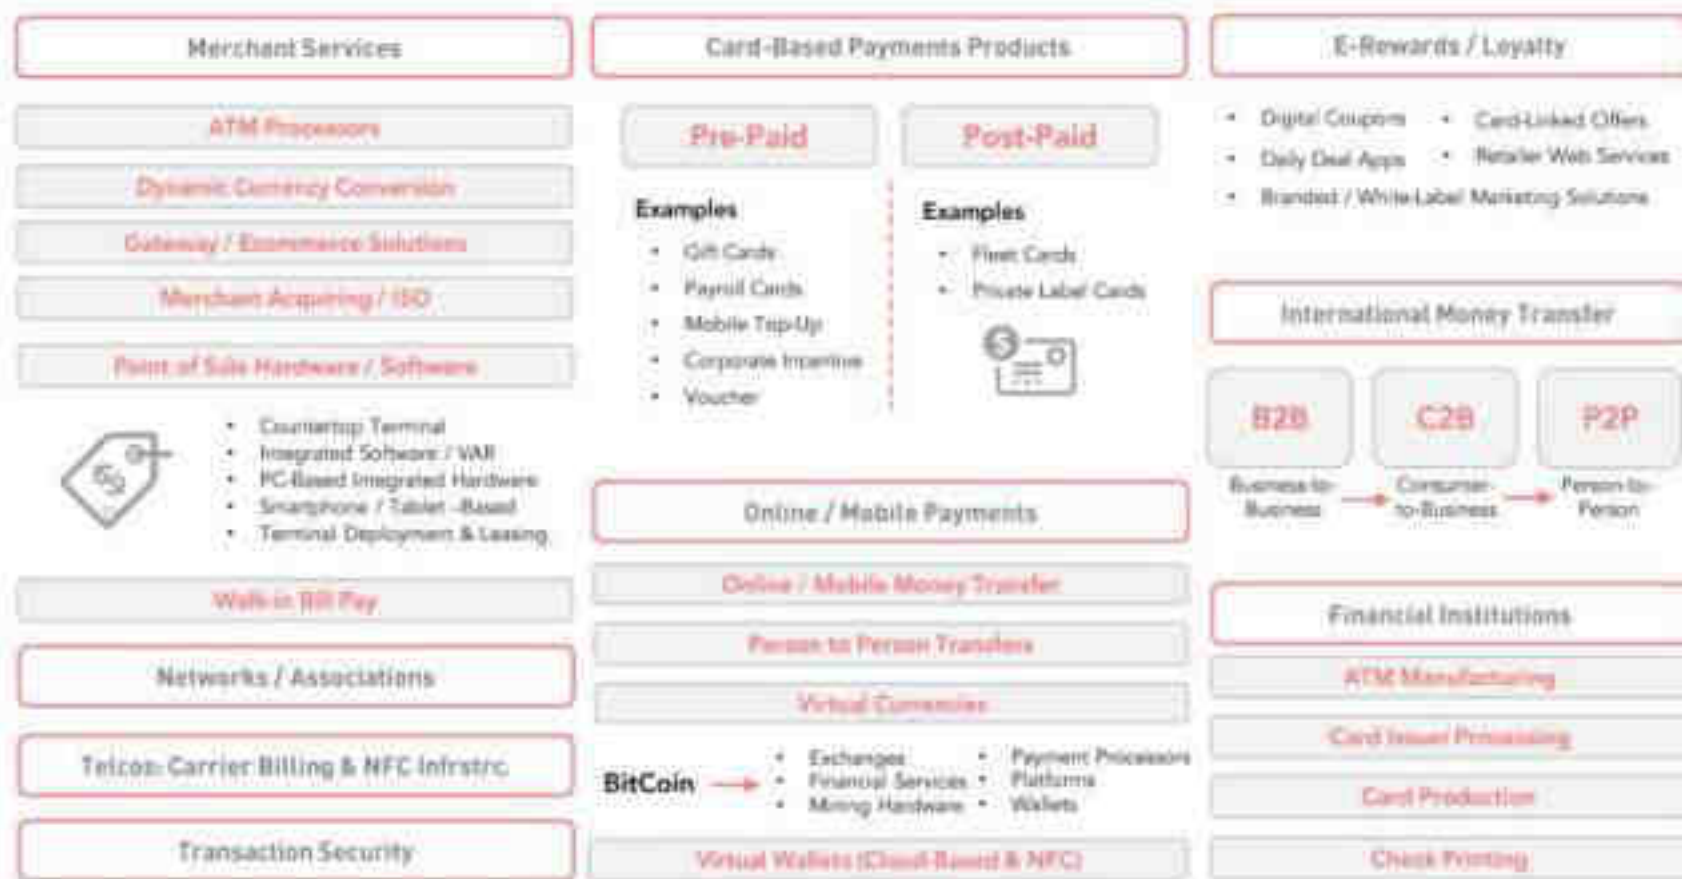 Merchant Services
ATM Processors
Dynamic Currency Conversion
Gateway / Ecommerce Solutions
Merchant Acquiring / ISO
Point of Sale Hardware / Software
• Countertop Terminal
• Integrated Software / VAR
• PC-Based Integrated Hardware
• Smartphone / Tablet -Based
• Terminal Deployment & Leasing
Walk-in Bill Pay
Networks / Associations
Telcos: Carrier Billing & NFC Infrstrc.
Transaction Security
Card-Based Payments Products
Pre-Paid
Examples
• Gift Cards
• Payroll Cards
• Mobile Top-Up
• Corporate Incentive
• Voucher
Post-Paid
Examples
• Fleet Cards
• Private Label Cards
Online / Mobile Payments
Online / Mobile Money Transfer
Person to Person Transfers
Virtual Currencies
BitCoin
• Exchanges
• Financial Services
• Mining Hardware
• Payment Processors
• Platforms
• Wallets
Virtual Wallets (Cloud-Based & NFC)
E-Rewards / Loyalty
• Digital Coupons • Card-Linked Offers
• Daily Deal Apps • Retailer Web Services
• Branded / White-Label Marketing Solutions
International Money Transfer
B2B
Business-to-
Business
C2B
Consumer-
to-Business
P2P
Person-to-
Person
Financial Institutions
ATM Manufacturing
Card Issuer Processing
Card Production
Check Printing